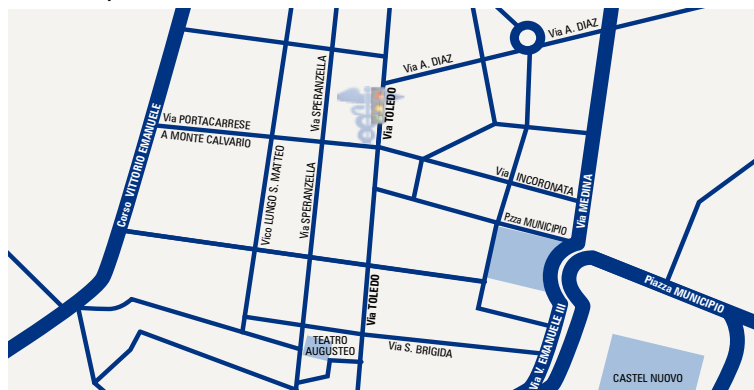 Via A. DIAZ
Via A. DIAZ
Via SPERANZELLA
Via TOLEDO
Corso VITTORIO EMANUELE
Via PORTACARRESE
A MONTE CALVARIO
Vico LUNGO S. MATTEO
Via SPERANZELLA
Via INCORONATA
Via MEDINA
P.zza MUNICIPIO
Via TOLEDO
Piazza MUNICIPIO
Via V. EMANUELE III
TEATRO
AUGUSTEO
Via S. BRIGIDA
CASTEL NUOVO